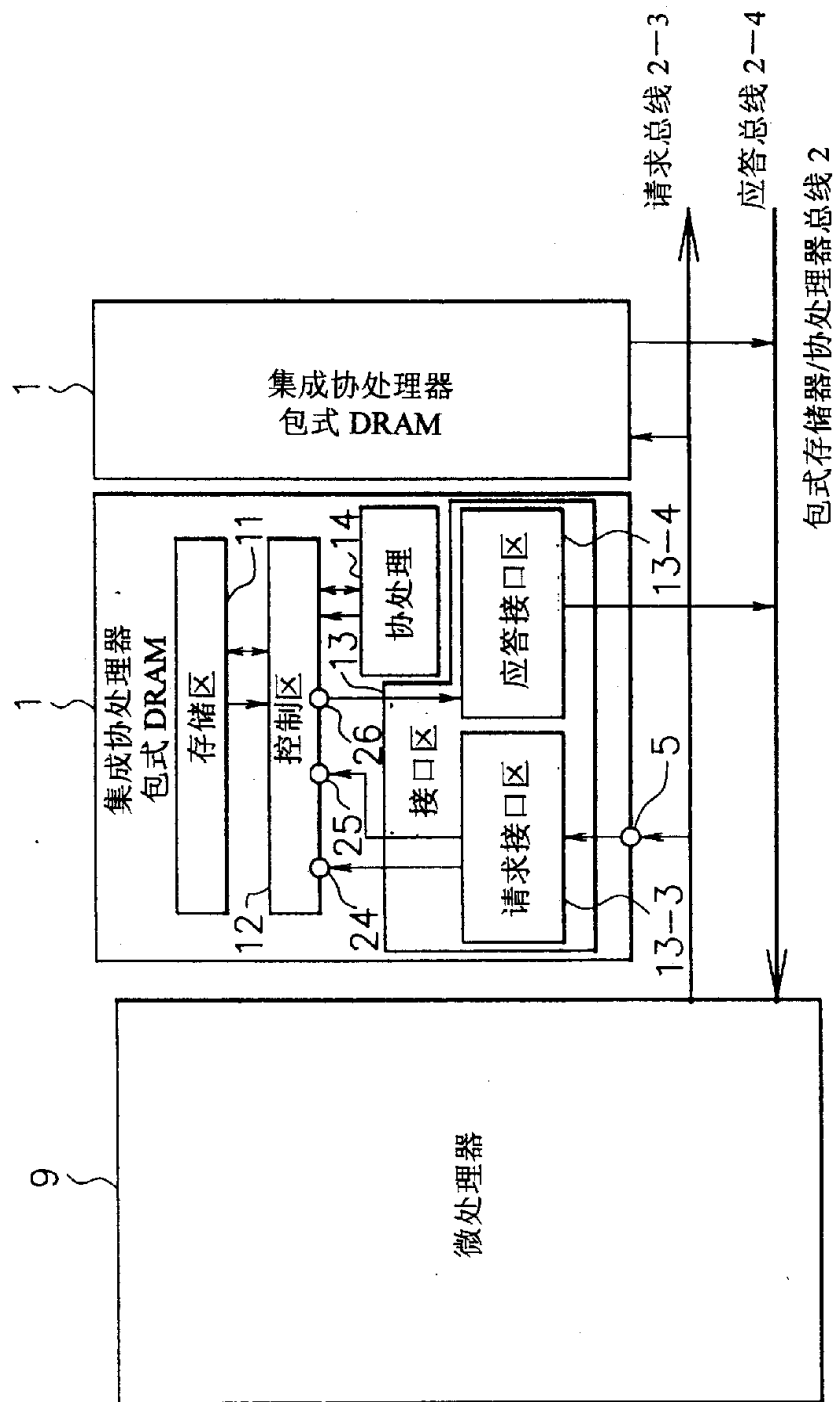 9
微处理器
1
集成协处理器
包式 DRAM
存储区
11
12
控制区
24
25
26
13
14
协处理
接口区
请求接口区
应答接口区
13-3
13-4
5
1
集成协处理器
包式 DRAM
请求总线 2-3
应答总线 2-4
包式存储器/协处理器总线 2